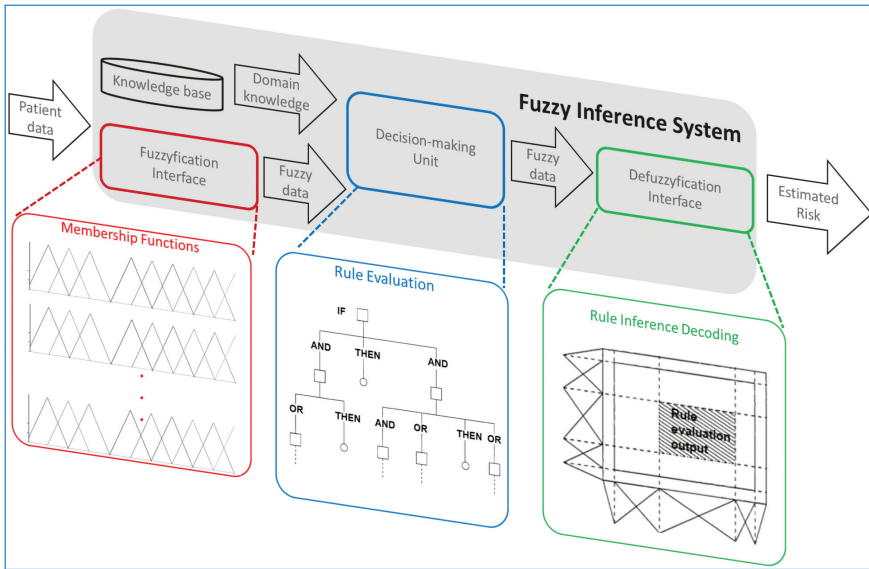 Patient
data
Knowledge base
Domain
knowledge
Fuzzyfication
Interface
Fuzzy
data
Decision-making
Unit
Fuzzy Inference System
Fuzzy
data
Defuzzyfication
Interface
Estimated
Risk
Membership Functions
Rule Evaluation
IF
AND
THEN
AND
OR
THEN
AND
OR
THEN
OR
Rule Inference Decoding
Rule
evaluation
output